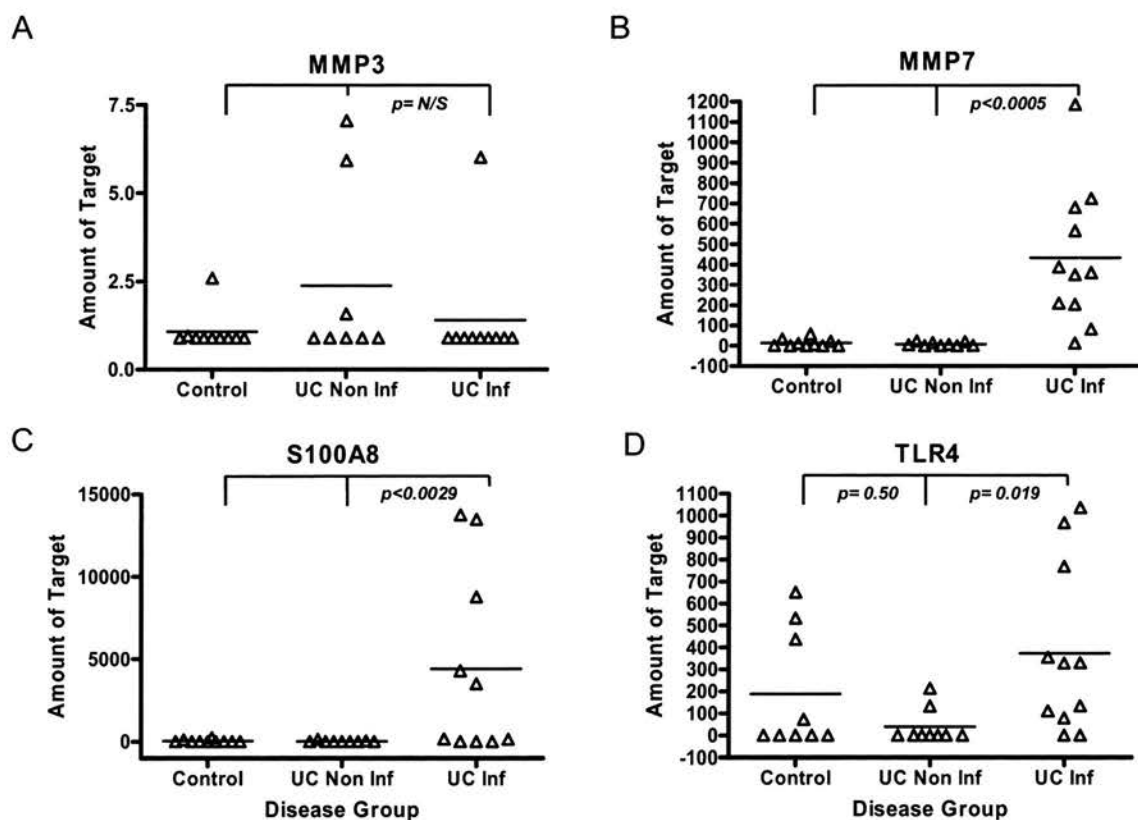 A
MMP3
p= N/S
7.5
5.0
2.5
0.0
Amount of Target
Control
UC Non Inf
UC Inf
B
MMP7
p<0.0005
1200
1100
1000
900
800
700
600
500
400
300
200
100
0
-100
Amount of Target
Control
UC Non Inf
UC Inf
C
S100A8
p<0.0029
15000
10000
5000
0
Amount of Target
Control
UC Non Inf
UC Inf
Disease Group
D
TLR4
p= 0.50
p= 0.019
1100
1000
900
800
700
600
500
400
300
200
100
0
-100
Amount of Target
Control
UC Non Inf
UC Inf
Disease Group